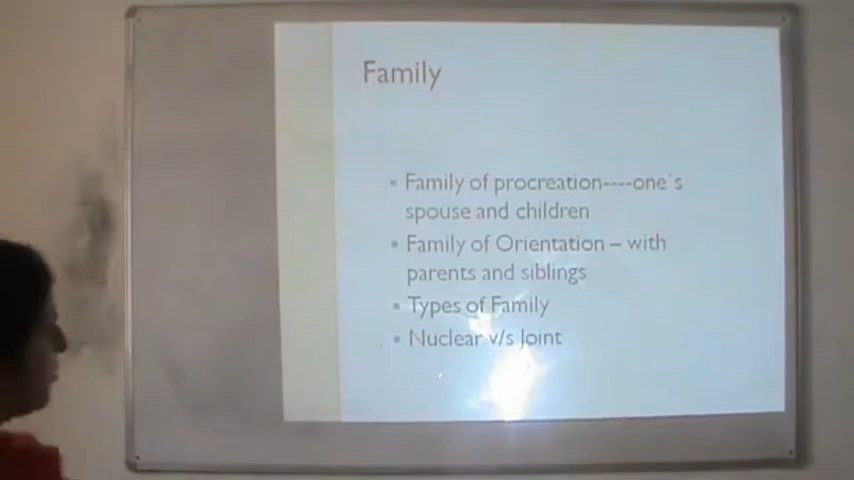 Family
• Family of procreation----one`s
spouse and children
• Family of Orientation – with
parents and siblings
• Types of Family
• Nuclear v/s Joint